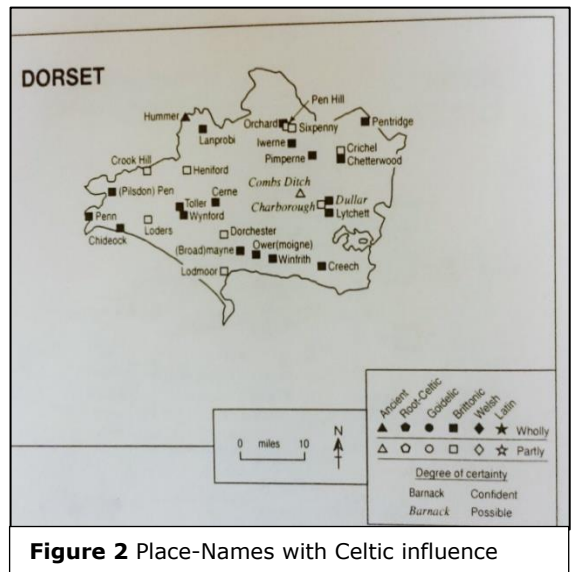 DORSET
Pen Hill
Hummer
Orchard
Sixpenny
Pentridge
Lanprobi
Iwerne
Crichel
Pimperne
Chetterwood
Crook Hill
Heniford
Combs Ditch
(Pilsdon) Pen
Cerne
Dullar
Toller
Charborough
Penn
Wynford
Lytchett
Loders
Dorchester
Chideock
Ower(moigne)
(Broad)mayne
Winfrith
Creech
Lodmoor
Ancient
Root-Celtic
Goidelic
Brittonic
Welsh
Latin
Wholly
Partly
0 miles 10
N
Degree of certainty
Barnack Confident
Barnack Possible
Figure 2 Place-Names with Celtic influence